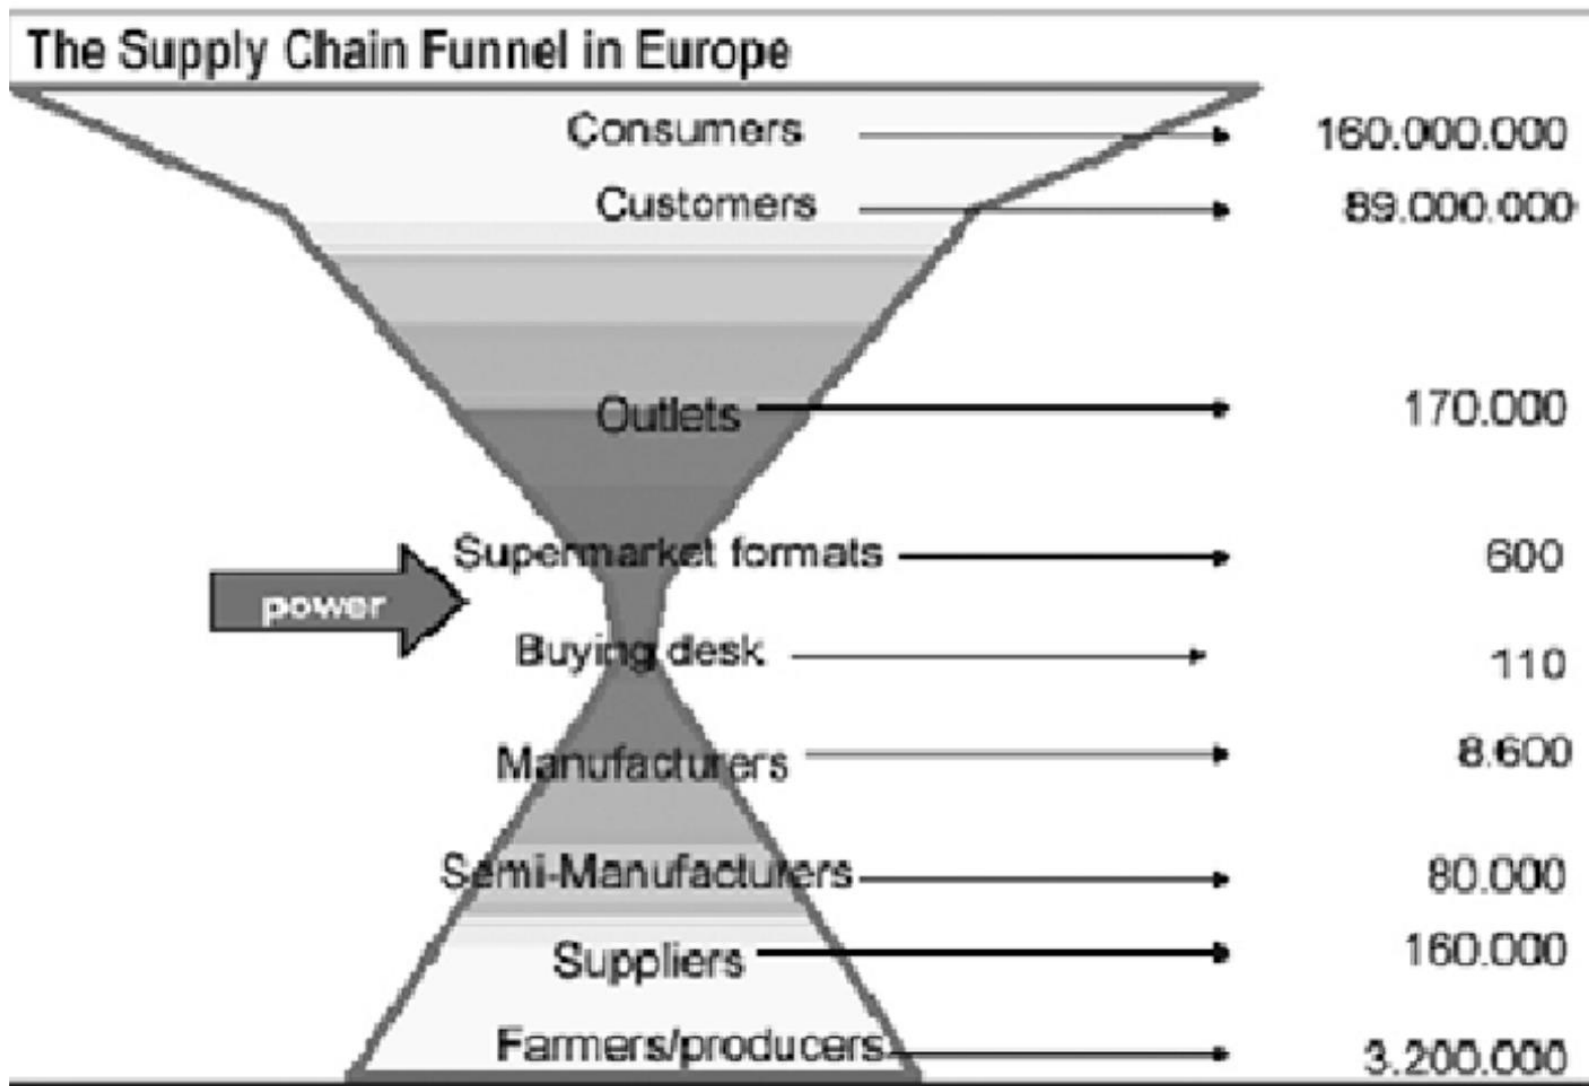 The Supply Chain Funnel in Europe
Consumers 160.000.000
Customers 89.000.000
Outlets 170.000
Supermarket formats 600
power
Buying desk 110
Manufacturers 8.600
Semi-Manufacturers 80.000
Suppliers 160.000
Farmers/producers 3.200.000